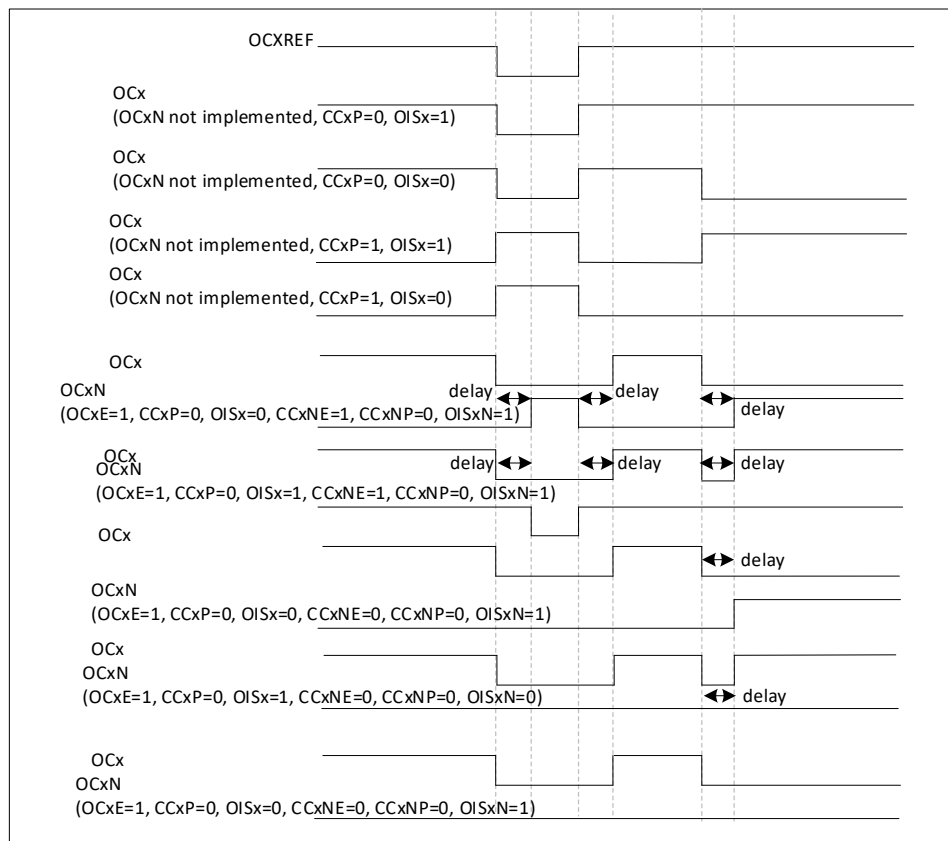 OCXREF
OCx
(OCxN not implemented, CCxP=0, OISx=1)
OCx
(OCxN not implemented, CCxP=0, OISx=0)
OCx
(OCxN not implemented, CCxP=1, OISx=1)
OCx
(OCxN not implemented, CCxP=1, OISx=0)
OCx
OCxN
delay
delay
delay
(OCxE=1, CCxP=0, OISx=0, CCxNE=1, CCxNP=0, OISxN=1)
OCx
OCxN
delay
delay
delay
(OCxE=1, CCxP=0, OISx=1, CCxNE=1, CCxNP=0, OISxN=1)
OCx
delay
OCxN
(OCxE=1, CCxP=0, OISx=0, CCxNE=0, CCxNP=0, OISxN=1)
OCx
OCxN
(OCxE=1, CCxP=0, OISx=1, CCxNE=0, CCxNP=0, OISxN=0)
delay
OCx
OCxN
(OCxE=1, CCxP=0, OISx=0, CCxNE=0, CCxNP=0, OISxN=1)